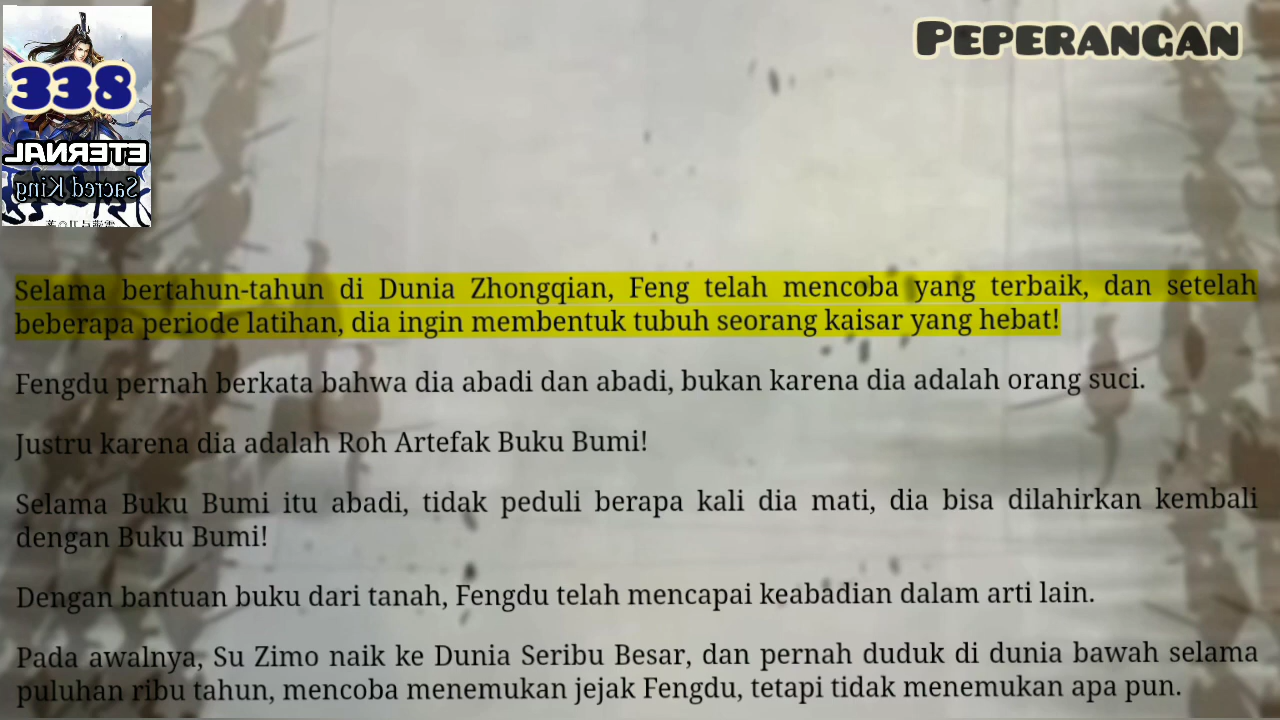 PEPERANGAN
338
ETERNAL
Sacred King
Selama bertahun-tahun di Dunia Zhongqian, Feng telah mencoba yang terbaik, dan setelah
beberapa periode latihan, dia ingin membentuk tubuh seorang kaisar yang hebat!
Fengdu pernah berkata bahwa dia abadi dan abadi, bukan karena dia adalah orang suci.
Justru karena dia adalah Roh Artefak Buku Bumi!
Selama Buku Bumi itu abadi, tidak peduli berapa kali dia mati, dia bisa dilahirkan kembali
dengan Buku Bumi!
Dengan bantuan buku dari tanah, Fengdu telah mencapai keabadian dalam arti lain.
Pada awalnya, Su Zimo naik ke Dunia Seribu Besar, dan pernah duduk di dunia bawah selama
puluhan ribu tahun, mencoba menemukan jejak Fengdu, tetapi tidak menemukan apa pun.